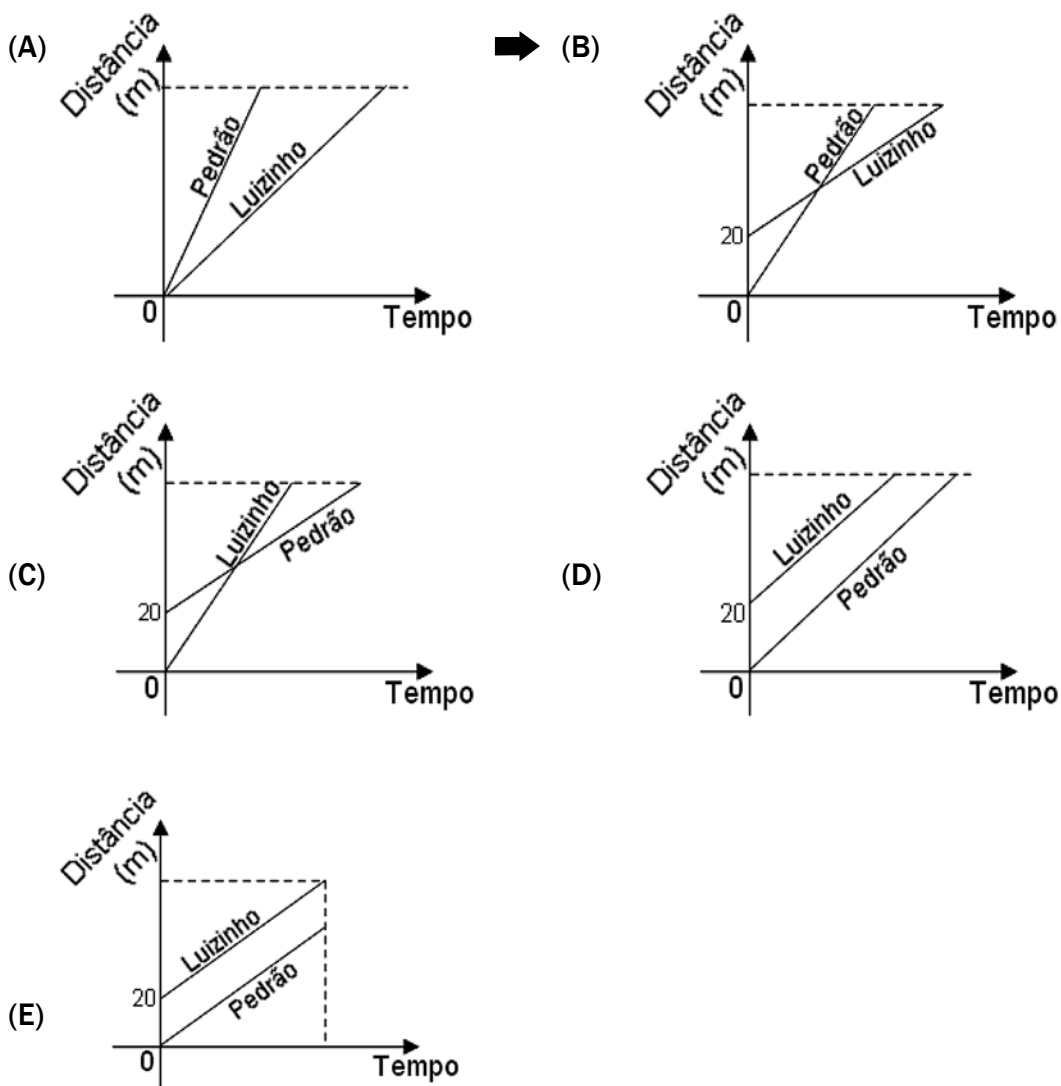 (A)
Distância
(m)
Pedrão
Luizinho
0
Tempo
(B)
Distância
(m)
Pedrão
Luizinho
20
0
Tempo
(C)
Distância
(m)
Luizinho
Pedrão
20
0
Tempo
(D)
Distância
(m)
Luizinho
Pedrão
20
0
Tempo
(E)
Distância
(m)
Luizinho
Pedrão
20
0
Tempo